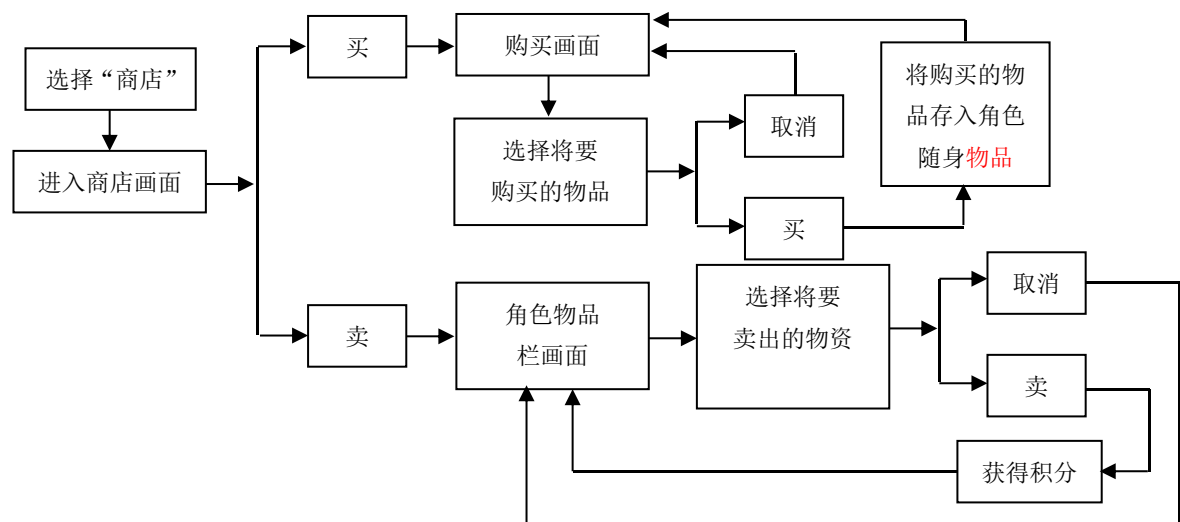 选择“商店”
进入商店画面
买
购买画面
选择将要
购买的物品
取消
买
将购买的物
品存入角色
随身物品
卖
角色物品
栏画面
选择将要
卖出的物资
取消
卖
获得积分